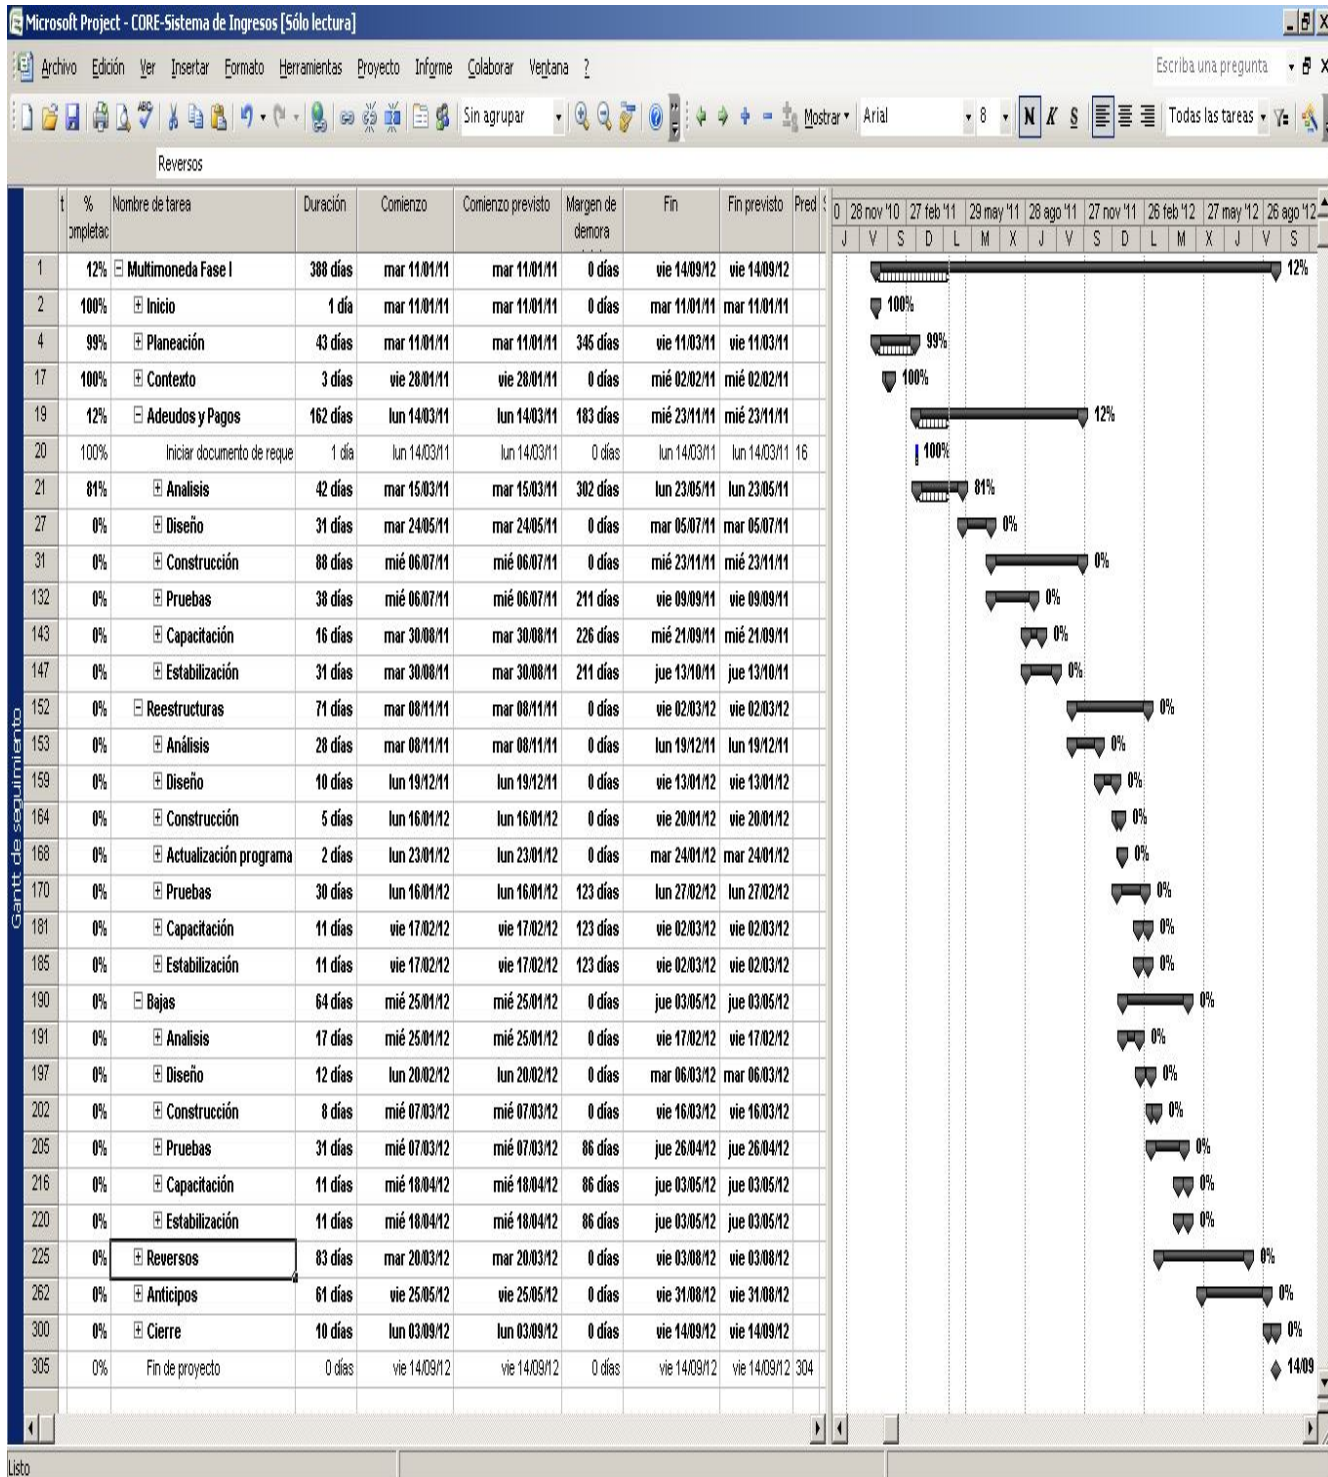 Microsoft Project - CORE-Sistema de Ingresos [Sólo lectura]
Archivo Edición Ver Insertar Formato Herramientas Proyecto Informe Colaborar Ventana ? Escriba una pregunta
Sin agrupar Mostrar Arial 8 N K S Todas las tareas
Reversos
t % Nombre de tarea Duración Comienzo Comienzo previsto Margen de Fin Fin previsto Pred 0 28 nov '10 27 feb '11 29 may '11 28 ago '11 27 nov '11 26 feb '12 27 may '12 26 ago '12
ompletac demora J V S D L M X J V S D L M X J V S
1 12% Multimoneda Fase I 388 días mar 11/01/11 mar 11/01/11 0 días vie 14/09/12 vie 14/09/12 12%
2 100% Inicio 1 día mar 11/01/11 mar 11/01/11 0 días mar 11/01/11 mar 11/01/11 100%
4 99% Planeación 43 días mar 11/01/11 mar 11/01/11 345 días vie 11/03/11 vie 11/03/11 99%
17 100% Contexto 3 días vie 28/01/11 vie 28/01/11 0 días mié 02/02/11 mié 02/02/11 100%
19 12% Adeudos y Pagos 162 días lun 14/03/11 lun 14/03/11 183 días mié 23/11/11 mié 23/11/11 12%
20 100% Iniciar documento de reque 1 día lun 14/03/11 lun 14/03/11 0 días lun 14/03/11 lun 14/03/11 16 100%
21 81% Analisis 42 días mar 15/03/11 mar 15/03/11 302 días lun 23/05/11 lun 23/05/11 81%
27 0% Diseño 31 días mar 24/05/11 mar 24/05/11 0 días mar 05/07/11 mar 05/07/11 0%
31 0% Construcción 88 días mié 06/07/11 mié 06/07/11 0 días mié 23/11/11 mié 23/11/11 0%
132 0% Pruebas 38 días mié 06/07/11 mié 06/07/11 211 días vie 09/09/11 vie 09/09/11 0%
143 0% Capacitación 16 días mar 30/08/11 mar 30/08/11 226 días mié 21/09/11 mié 21/09/11 0%
147 0% Estabilización 31 días mar 30/08/11 mar 30/08/11 211 días jue 13/10/11 jue 13/10/11 0%
152 0% Reestructuras 71 días mar 08/11/11 mar 08/11/11 0 días vie 02/03/12 vie 02/03/12 0%
153 0% Análisis 28 días mar 08/11/11 mar 08/11/11 0 días lun 19/12/11 lun 19/12/11 0%
159 0% Diseño 10 días lun 19/12/11 lun 19/12/11 0 días vie 13/01/12 vie 13/01/12 0%
164 0% Construcción 5 días lun 16/01/12 lun 16/01/12 0 días vie 20/01/12 vie 20/01/12 0%
168 0% Actualización programa 2 días lun 23/01/12 lun 23/01/12 0 días mar 24/01/12 mar 24/01/12 0%
170 0% Pruebas 30 días lun 16/01/12 lun 16/01/12 123 días lun 27/02/12 lun 27/02/12 0%
181 0% Capacitación 11 días vie 17/02/12 vie 17/02/12 123 días vie 02/03/12 vie 02/03/12 0%
185 0% Estabilización 11 días vie 17/02/12 vie 17/02/12 123 días vie 02/03/12 vie 02/03/12 0%
190 0% Bajas 64 días mié 25/01/12 mié 25/01/12 0 días jue 03/05/12 jue 03/05/12 0%
191 0% Analisis 17 días mié 25/01/12 mié 25/01/12 0 días vie 17/02/12 vie 17/02/12 0%
197 0% Diseño 12 días lun 20/02/12 lun 20/02/12 0 días mar 06/03/12 mar 06/03/12 0%
202 0% Construcción 8 días mié 07/03/12 mié 07/03/12 0 días vie 16/03/12 vie 16/03/12 0%
205 0% Pruebas 31 días mié 07/03/12 mié 07/03/12 86 días jue 26/04/12 jue 26/04/12 0%
216 0% Capacitación 11 días mié 18/04/12 mié 18/04/12 86 días jue 03/05/12 jue 03/05/12 0%
220 0% Estabilización 11 días mié 18/04/12 mié 18/04/12 86 días jue 03/05/12 jue 03/05/12 0%
225 0% Reversos 83 días mar 20/03/12 mar 20/03/12 0 días vie 03/08/12 vie 03/08/12 0%
262 0% Anticipos 61 días vie 25/05/12 vie 25/05/12 0 días vie 31/08/12 vie 31/08/12 0%
300 0% Cierre 10 días lun 03/09/12 lun 03/09/12 0 días vie 14/09/12 vie 14/09/12 0%
305 0% Fin de proyecto 0 días vie 14/09/12 vie 14/09/12 0 días vie 14/09/12 vie 14/09/12 304 14/09
Gantt de seguimiento
Listo